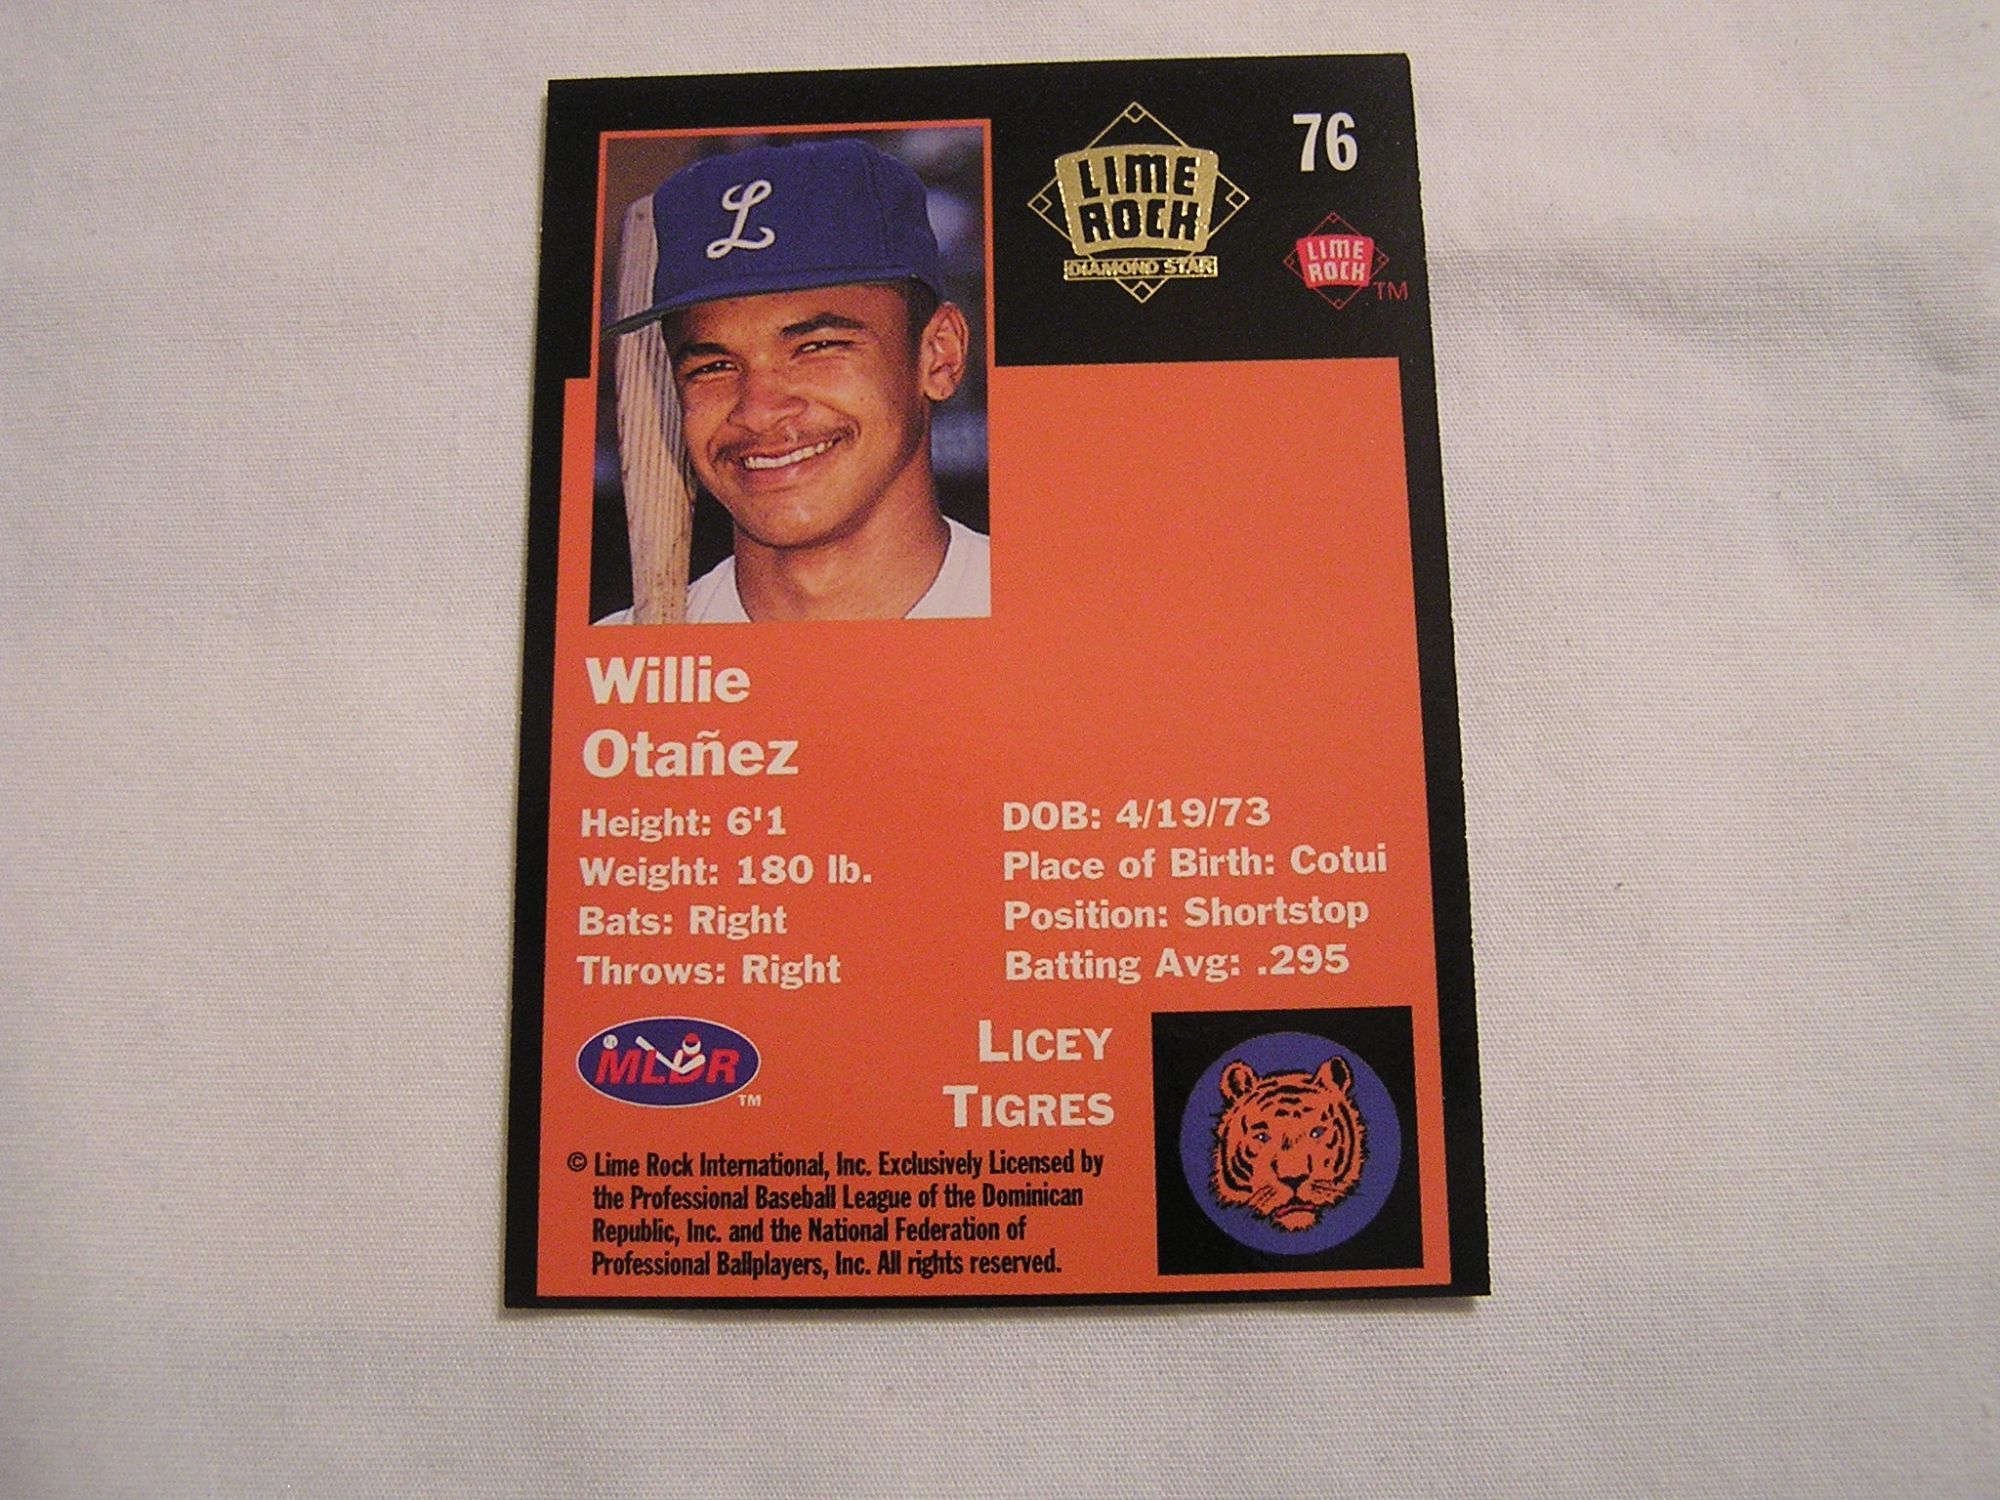 76
LIME
ROCK
DIAMOND STAR
LIME
ROCK
TM
L
Willie
Otañez
Height: 6'1
Weight: 180 lb.
Bats: Right
Throws: Right
DOB: 4/19/73
Place of Birth: Cotui
Position: Shortstop
Batting Avg: .295
MLDR
TM
LICEY
TIGRES
© Lime Rock International, Inc. Exclusively Licensed by
the Professional Baseball League of the Dominican
Republic, Inc. and the National Federation of
Professional Ballplayers, Inc. All rights reserved.